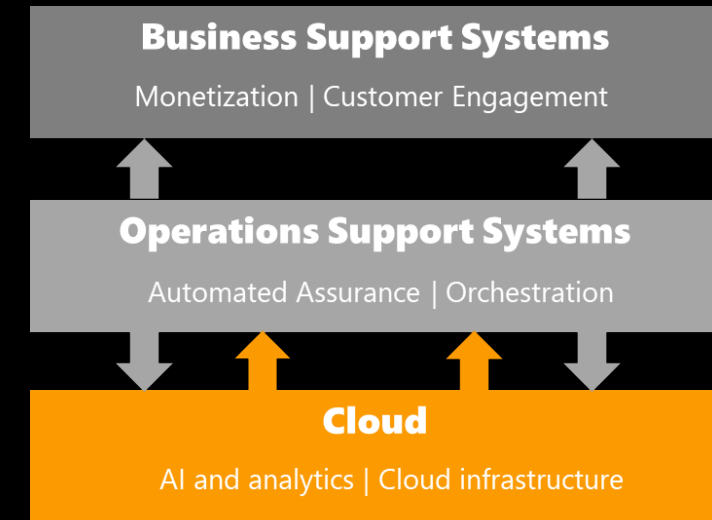 Business Support Systems
Monetization | Customer Engagement
Operations Support Systems
Automated Assurance | Orchestration
Cloud
AI and analytics | Cloud infrastructure